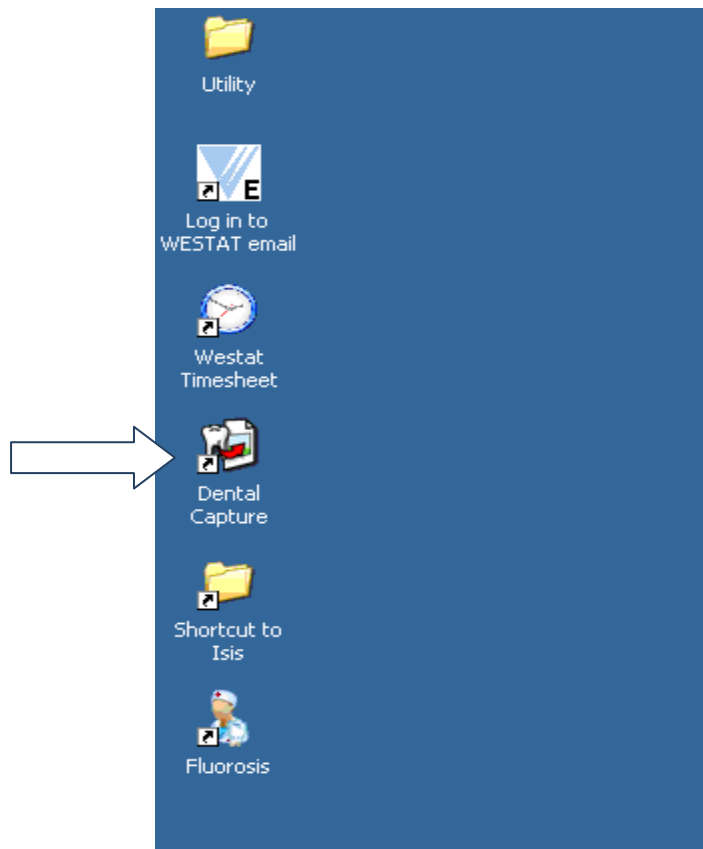 Utility
E
Log in to
WESTAT email
Westat
Timesheet
Dental
Capture
Shortcut to
Isis
Fluorosis